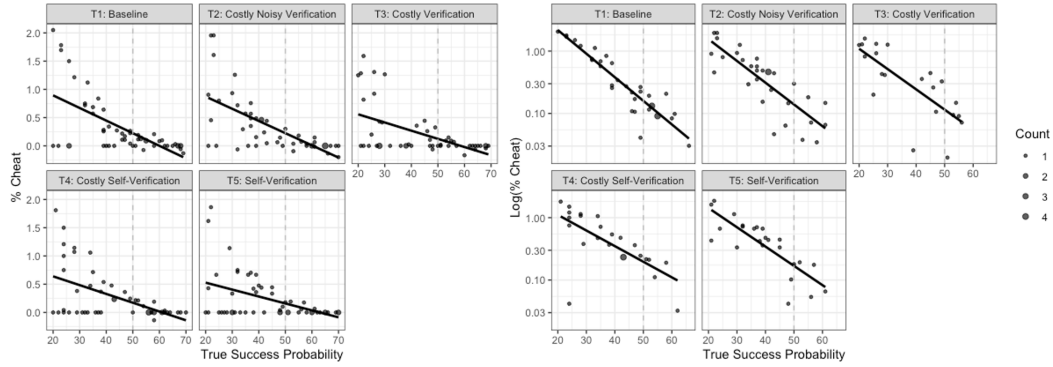 T1: Baseline
T2: Costly Noisy Verification
T3: Costly Verification
2.0
1.5
1.0
0.5
0.0
20 30 40 50 60 70
T4: Costly Self-Verification
T5: Self-Verification
2.0
1.5
1.0
0.5
0.0
20 30 40 50 60 70
20 30 40 50 60 70
% Cheat
True Success Probability
T1: Baseline
T2: Costly Noisy Verification
T3: Costly Verification
1.00
0.30
0.10
0.03
20 30 40 50 60
T4: Costly Self-Verification
T5: Self-Verification
1.00
0.30
0.10
0.03
20 30 40 50 60
20 30 40 50 60
Log(% Cheat)
True Success Probability
Count
1
2
3
4